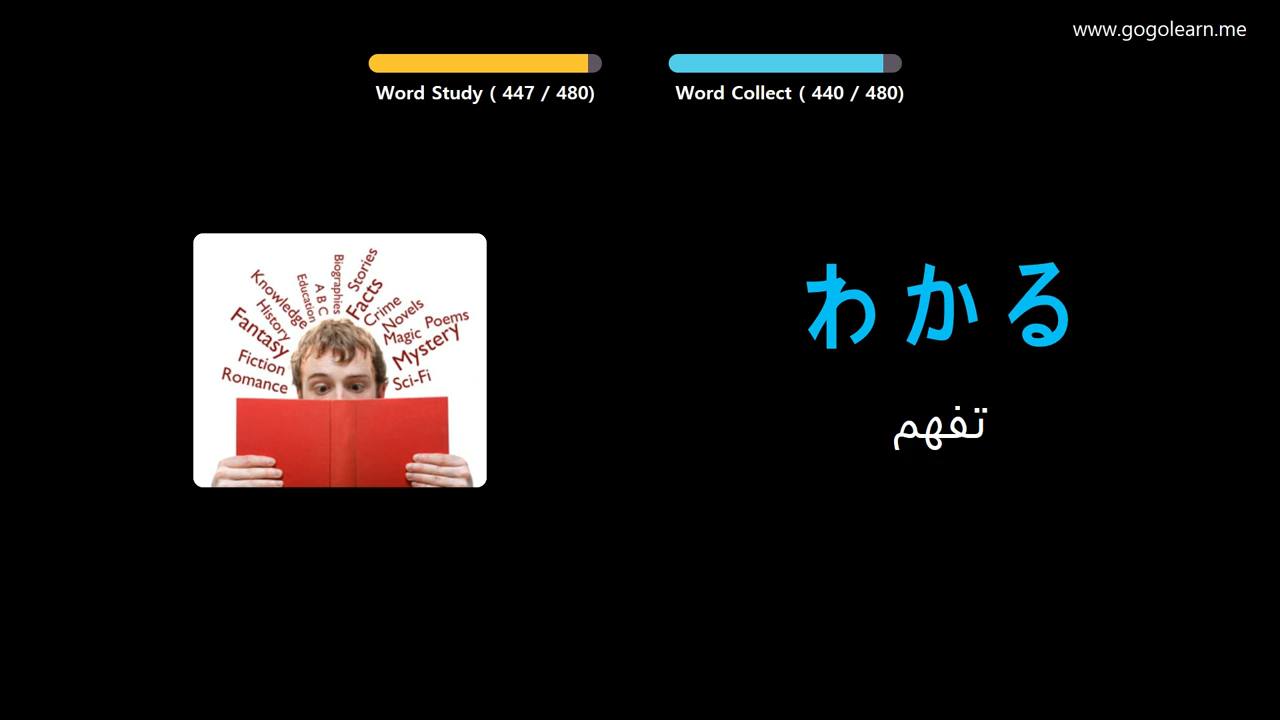 www.gogolearn.me
Word Study ( 447 / 480)
Word Collect ( 440 / 480)
Knowledge
History
Fantasy
Fiction
Romance
Education
A B C
Biographies
Stories
Facts
Crime
Novels
Magic
Poems
Mystery
Sci-Fi
わかる
تفهم